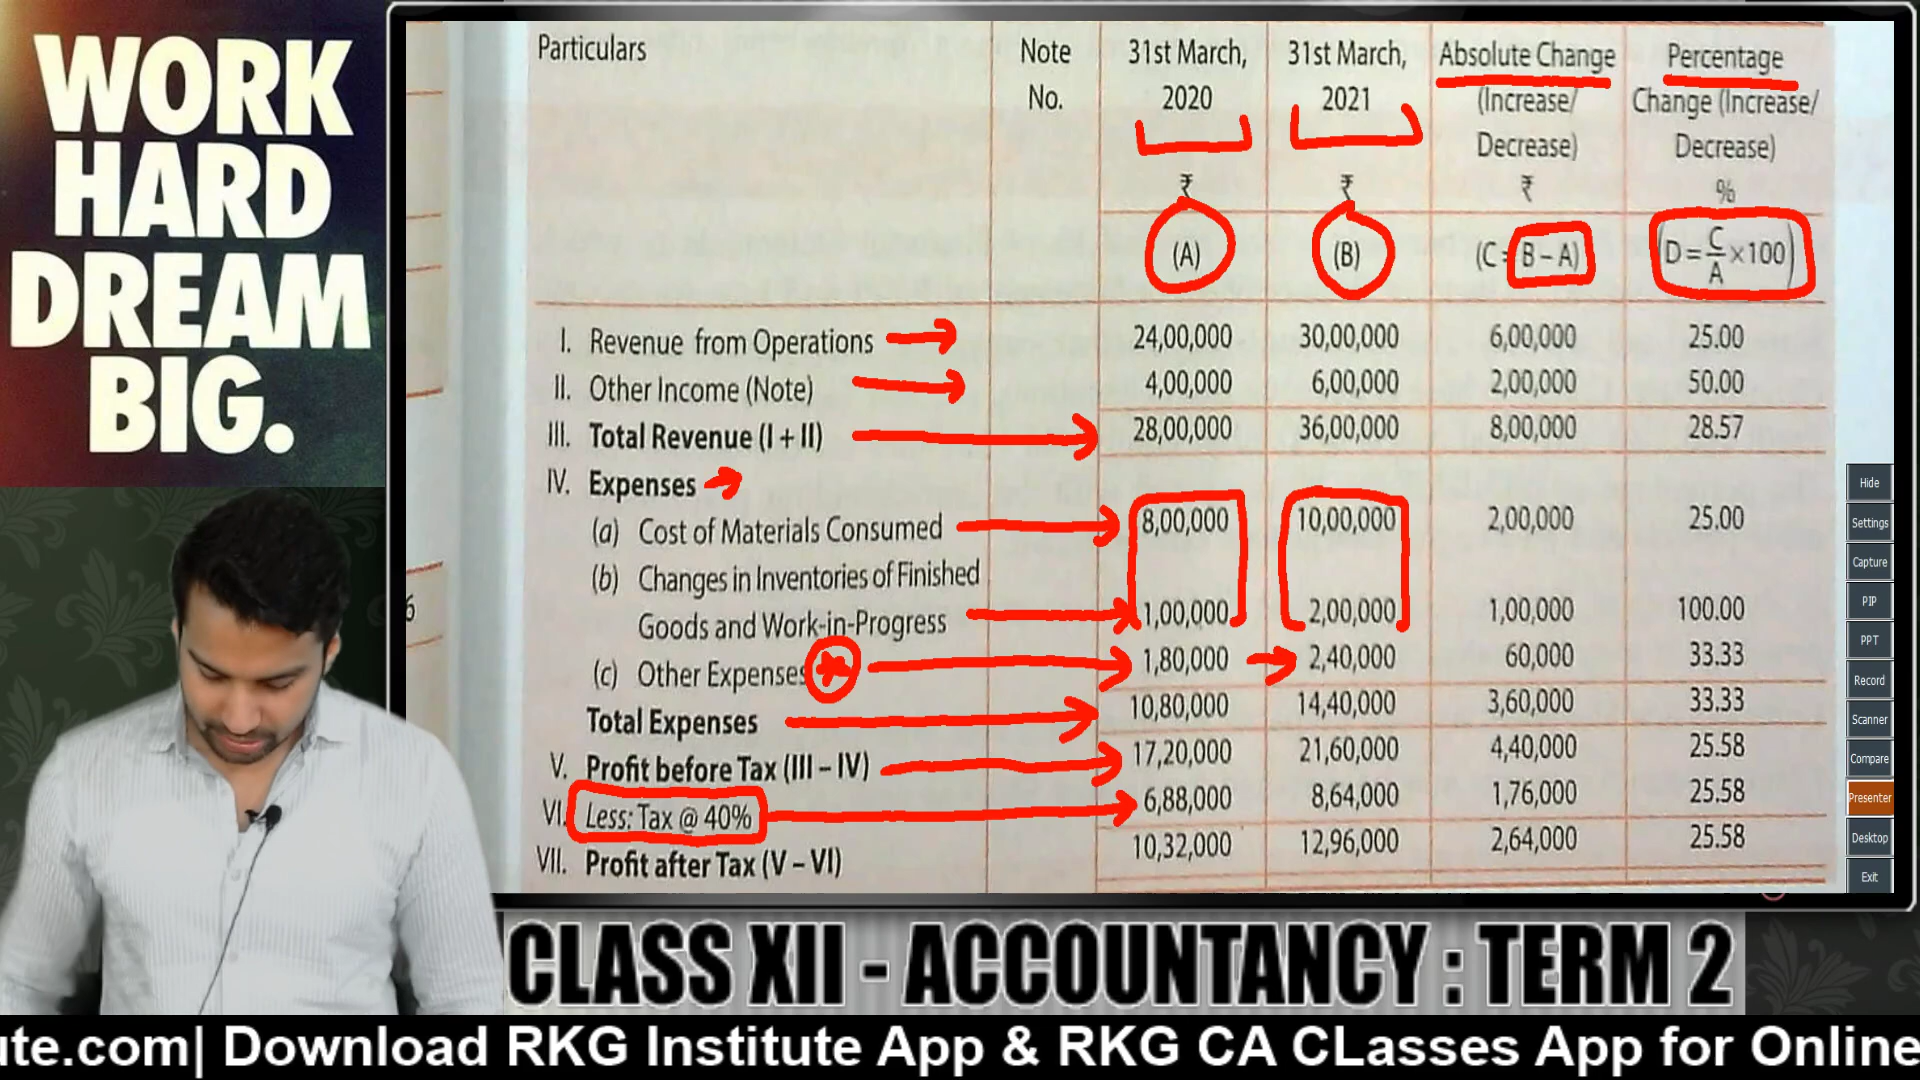 WORK
HARD
DREAM
BIG.
Particulars Note No. 31st March, 2020 31st March, 2021 Absolute Change (Increase/ Decrease) Percentage Change (Increase/ Decrease)
₹ ₹ ₹ %
(A) (B) (C = B – A) (D = C/A ×100)
I. Revenue from Operations 24,00,000 30,00,000 6,00,000 25.00
II. Other Income (Note) 4,00,000 6,00,000 2,00,000 50.00
III. Total Revenue (I + II) 28,00,000 36,00,000 8,00,000 28.57
IV. Expenses
(a) Cost of Materials Consumed 8,00,000 10,00,000 2,00,000 25.00
(b) Changes in Inventories of Finished
Goods and Work-in-Progress 1,00,000 2,00,000 1,00,000 100.00
(c) Other Expenses 1,80,000 2,40,000 60,000 33.33
Total Expenses 10,80,000 14,40,000 3,60,000 33.33
V. Profit before Tax (III – IV) 17,20,000 21,60,000 4,40,000 25.58
VI. Less: Tax @ 40% 6,88,000 8,64,000 1,76,000 25.58
VII. Profit after Tax (V – VI) 10,32,000 12,96,000 2,64,000 25.58
6
Hide
Settings
Capture
PIP
PPT
Record
Scanner
Compare
Presenter
Desktop
Exit
CLASS XII - ACCOUNTANCY : TERM 2
ute.com| Download RKG Institute App & RKG CA CLasses App for Online